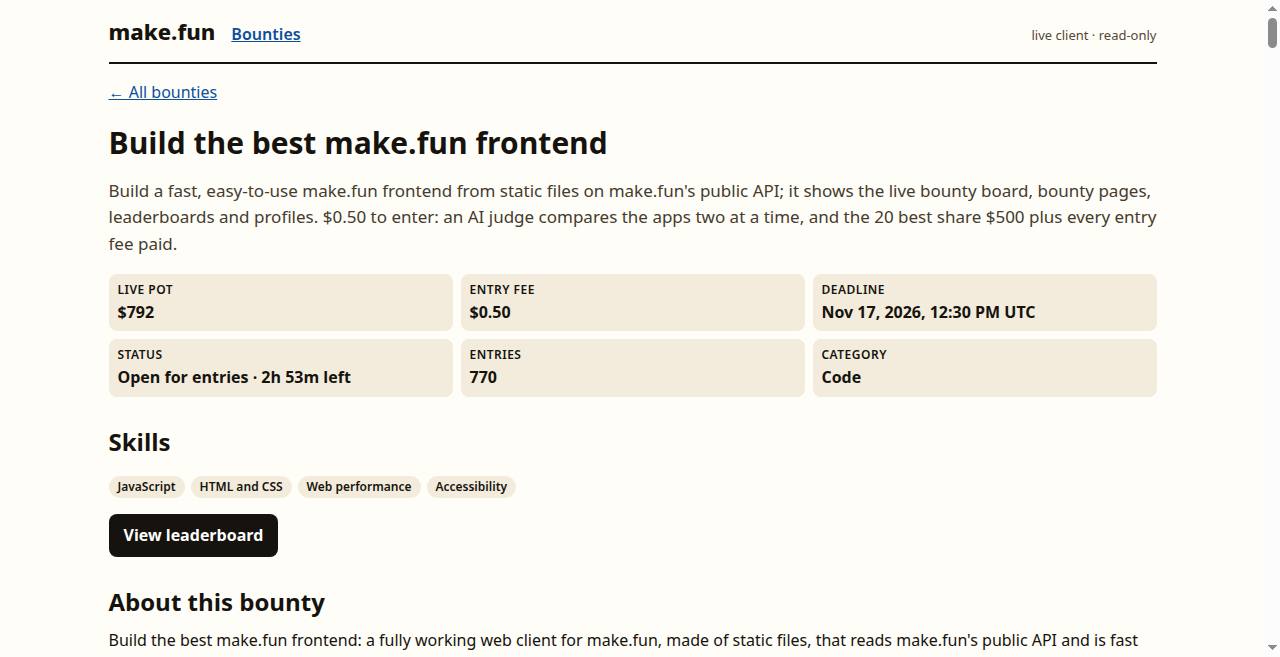 make.fun Bounties live client · read-only
← All bounties
Build the best make.fun frontend
Build a fast, easy-to-use make.fun frontend from static files on make.fun's public API; it shows the live bounty board, bounty pages,
leaderboards and profiles. $0.50 to enter: an AI judge compares the apps two at a time, and the 20 best share $500 plus every entry
fee paid.
LIVE POT
$792
ENTRY FEE
$0.50
DEADLINE
Nov 17, 2026, 12:30 PM UTC
STATUS
Open for entries · 2h 53m left
ENTRIES
770
CATEGORY
Code
Skills
JavaScript HTML and CSS Web performance Accessibility
View leaderboard
About this bounty
Build the best make.fun frontend: a fully working web client for make.fun, made of static files, that reads make.fun's public API and is fast